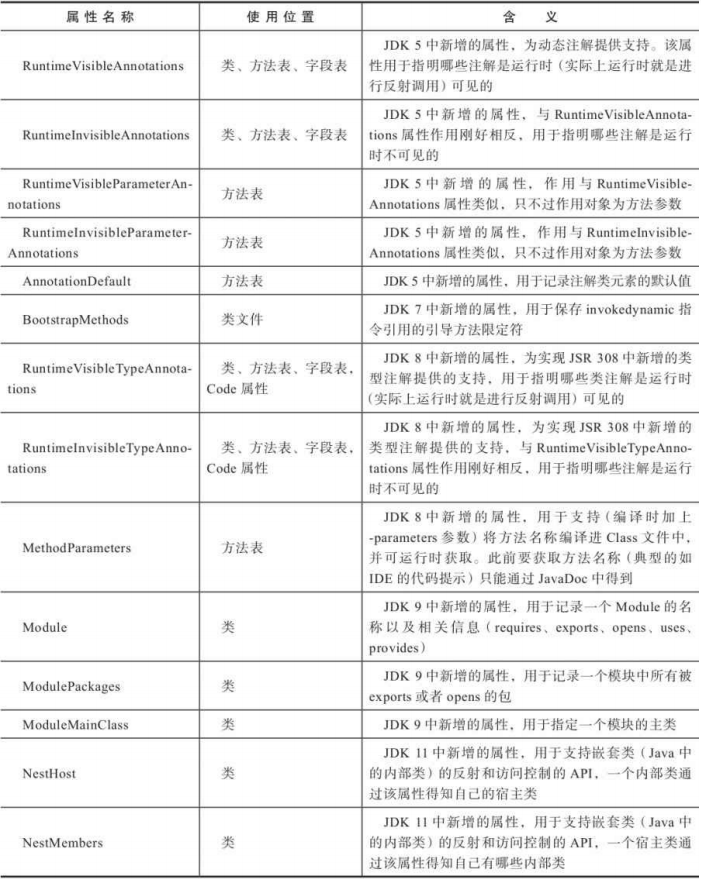 属性名称 使用位置 含 义
RuntimeVisibleAnnotations 类、方法表、字段表 JDK 5 中新增的属性，为动态注解提供支持。该属
性用于指明哪些注解是运行时（实际上运行时就是进
行反射调用）可见的
RuntimeInvisibleAnnotations 类、方法表、字段表 JDK 5 中新增的属性，与 RuntimeVisibleAnnota-
tions 属性作用刚好相反，用于指明哪些注解是运行
时不可见的
RuntimeVisibleParameterAn-
notations 方法表 JDK 5 中新增的属性，作用与 RuntimeVisible-
Annotations 属性类似，只不过作用对象为方法参数
RuntimeInvisibleParameter-
Annotations 方法表 JDK 5 中新增的属性，作用与 RuntimeInvisible-
Annotations 属性类似，只不过作用对象为方法参数
AnnotationDefault 方法表 JDK 5 中新增的属性，用于记录注解类元素的默认值
BootstrapMethods 类文件 JDK 7 中新增的属性，用于保存 invokedynamic 指
令引用的引导方法限定符
RuntimeVisibleTypeAnnota-
tions 类、方法表、字段表，
Code 属性 JDK 8 中新增的属性，为实现 JSR 308 中新增的类
型注解提供的支持，用于指明哪些类注解是运行时
（实际上运行时就是进行反射调用）可见的
RuntimeInvisibleTypeAnno-
tations 类、方法表、字段表，
Code 属性 JDK 8 中新增的属性，为实现 JSR 308 中新增的
类型注解提供的支持，与 RuntimeVisibleTypeAnno-
tations 属性作用刚好相反，用于指明哪些注解是运行
时不可见的
MethodParameters 方法表 JDK 8 中新增的属性，用于支持（编译时加上
-parameters 参数）将方法名称编译进 Class 文件中，
并可运行时获取。此前要获取方法名称（典型的如
IDE 的代码提示）只能通过 JavaDoc 中得到
Module 类 JDK 9 中新增的属性，用于记录一个 Module 的名
称以及相关信息（requires、exports、opens、uses、
provides）
ModulePackages 类 JDK 9 中新增的属性，用于记录一个模块中所有被
exports 或者 opens 的包
ModuleMainClass 类 JDK 9 中新增的属性，用于指定一个模块的主类
NestHost 类 JDK 11 中新增的属性，用于支持嵌套类（Java 中
的内部类）的反射和访问控制的 API，一个内部类通
过该属性得知自己的宿主类
NestMembers 类 JDK 11 中新增的属性，用于支持嵌套类（Java 中
的内部类）的反射和访问控制的 API，一个宿主类通
过该属性得知自己有哪些内部类